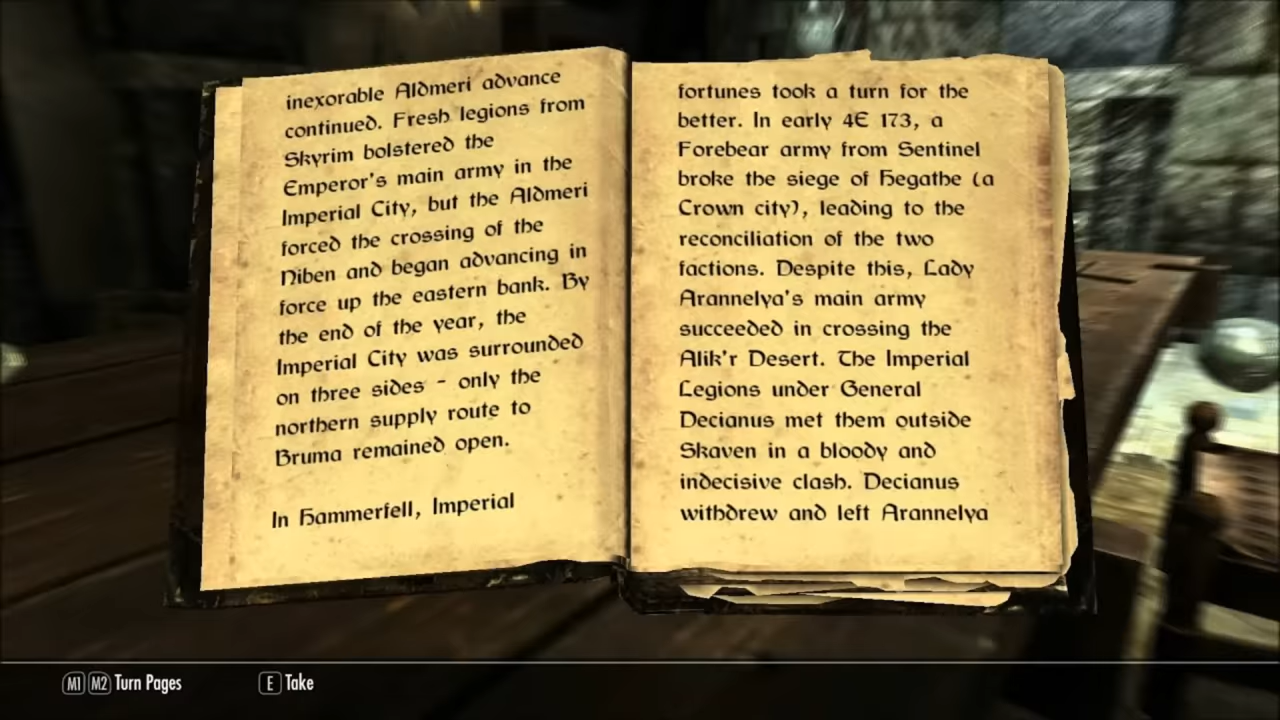 inexorable Aldmeri advance
continued. Fresh legions from
Skyrim bolstered the
Emperor's main army in the
Imperial City, but the Aldmeri
forced the crossing of the
Niben and began advancing in
force up the eastern bank. By
the end of the year, the
Imperial City was surrounded
on three sides - only the
northern supply route to
Bruma remained open.
In Hammerfell, Imperial
fortunes took a turn for the
better. In early 4E 173, a
Forebear army from Sentinel
broke the siege of Hegathe (a
Crown city), leading to the
reconciliation of the two
factions. Despite this, Lady
Arannelya's main army
succeeded in crossing the
Alik'r Desert. The Imperial
Legions under General
Decianus met them outside
Skaven in a bloody and
indecisive clash. Decianus
withdrew and left Arannelya
M1 M2 Turn Pages E Take